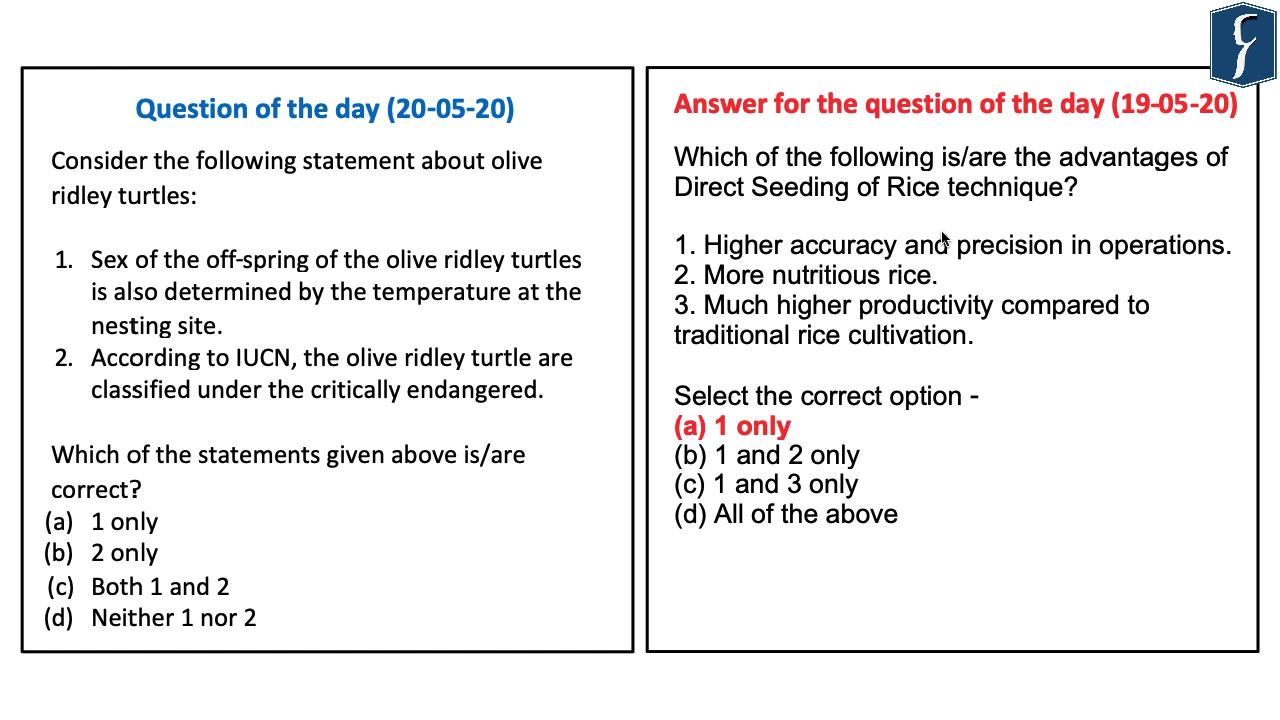 Question of the day (20-05-20)
Consider the following statement about olive
ridley turtles:
1. Sex of the off-spring of the olive ridley turtles
is also determined by the temperature at the
nesting site.
2. According to IUCN, the olive ridley turtle are
classified under the critically endangered.
Which of the statements given above is/are
correct?
(a) 1 only
(b) 2 only
(c) Both 1 and 2
(d) Neither 1 nor 2
Answer for the question of the day (19-05-20)
Which of the following is/are the advantages of
Direct Seeding of Rice technique?
1. Higher accuracy and precision in operations.
2. More nutritious rice.
3. Much higher productivity compared to
traditional rice cultivation.
Select the correct option -
(a) 1 only
(b) 1 and 2 only
(c) 1 and 3 only
(d) All of the above